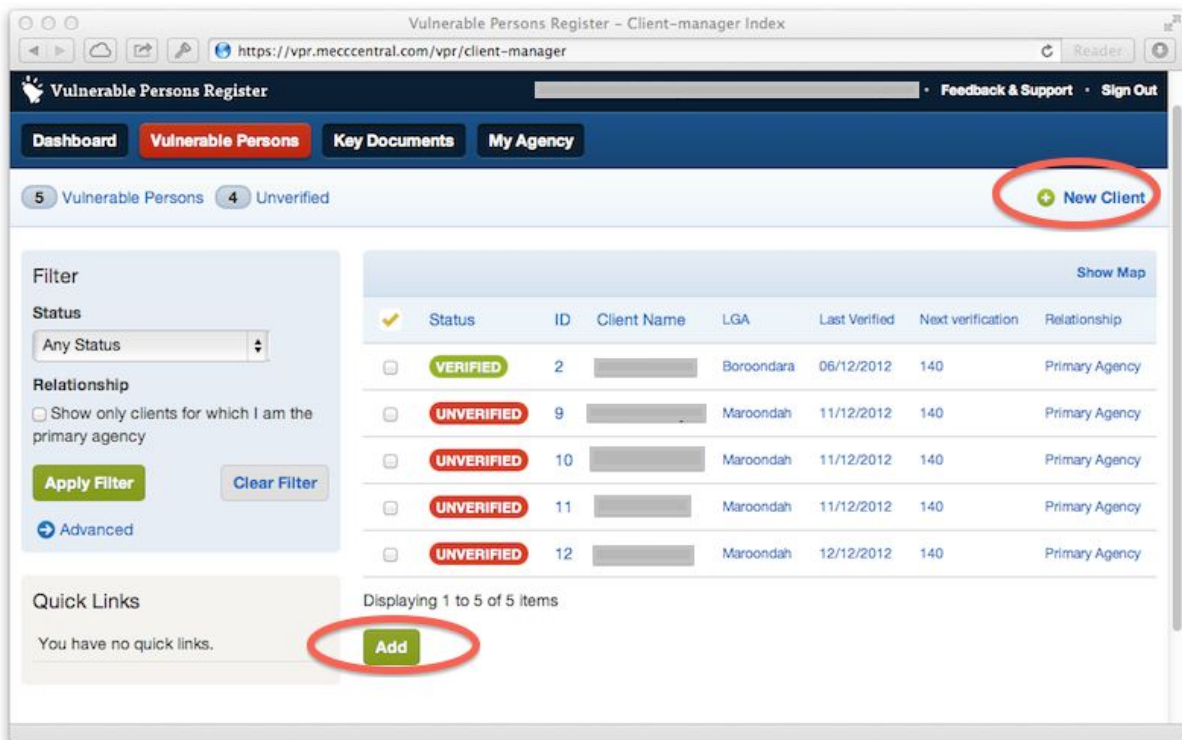 Vulnerable Persons Register – Client-manager Index
https://vpr.mecccentral.com/vpr/client-manager
Reader
Vulnerable Persons Register · Feedback & Support · Sign Out
Dashboard Vulnerable Persons Key Documents My Agency
5 Vulnerable Persons 4 Unverified New Client
Filter
Status
Any Status
Relationship
Show only clients for which I am the
primary agency
Apply Filter Clear Filter
Advanced
Quick Links
You have no quick links.
Show Map
Status ID Client Name LGA Last Verified Next verification Relationship
VERIFIED 2 Boroondara 06/12/2012 140 Primary Agency
UNVERIFIED 9 Maroondah 11/12/2012 140 Primary Agency
UNVERIFIED 10 Maroondah 11/12/2012 140 Primary Agency
UNVERIFIED 11 Maroondah 11/12/2012 140 Primary Agency
UNVERIFIED 12 Maroondah 12/12/2012 140 Primary Agency
Displaying 1 to 5 of 5 items
Add